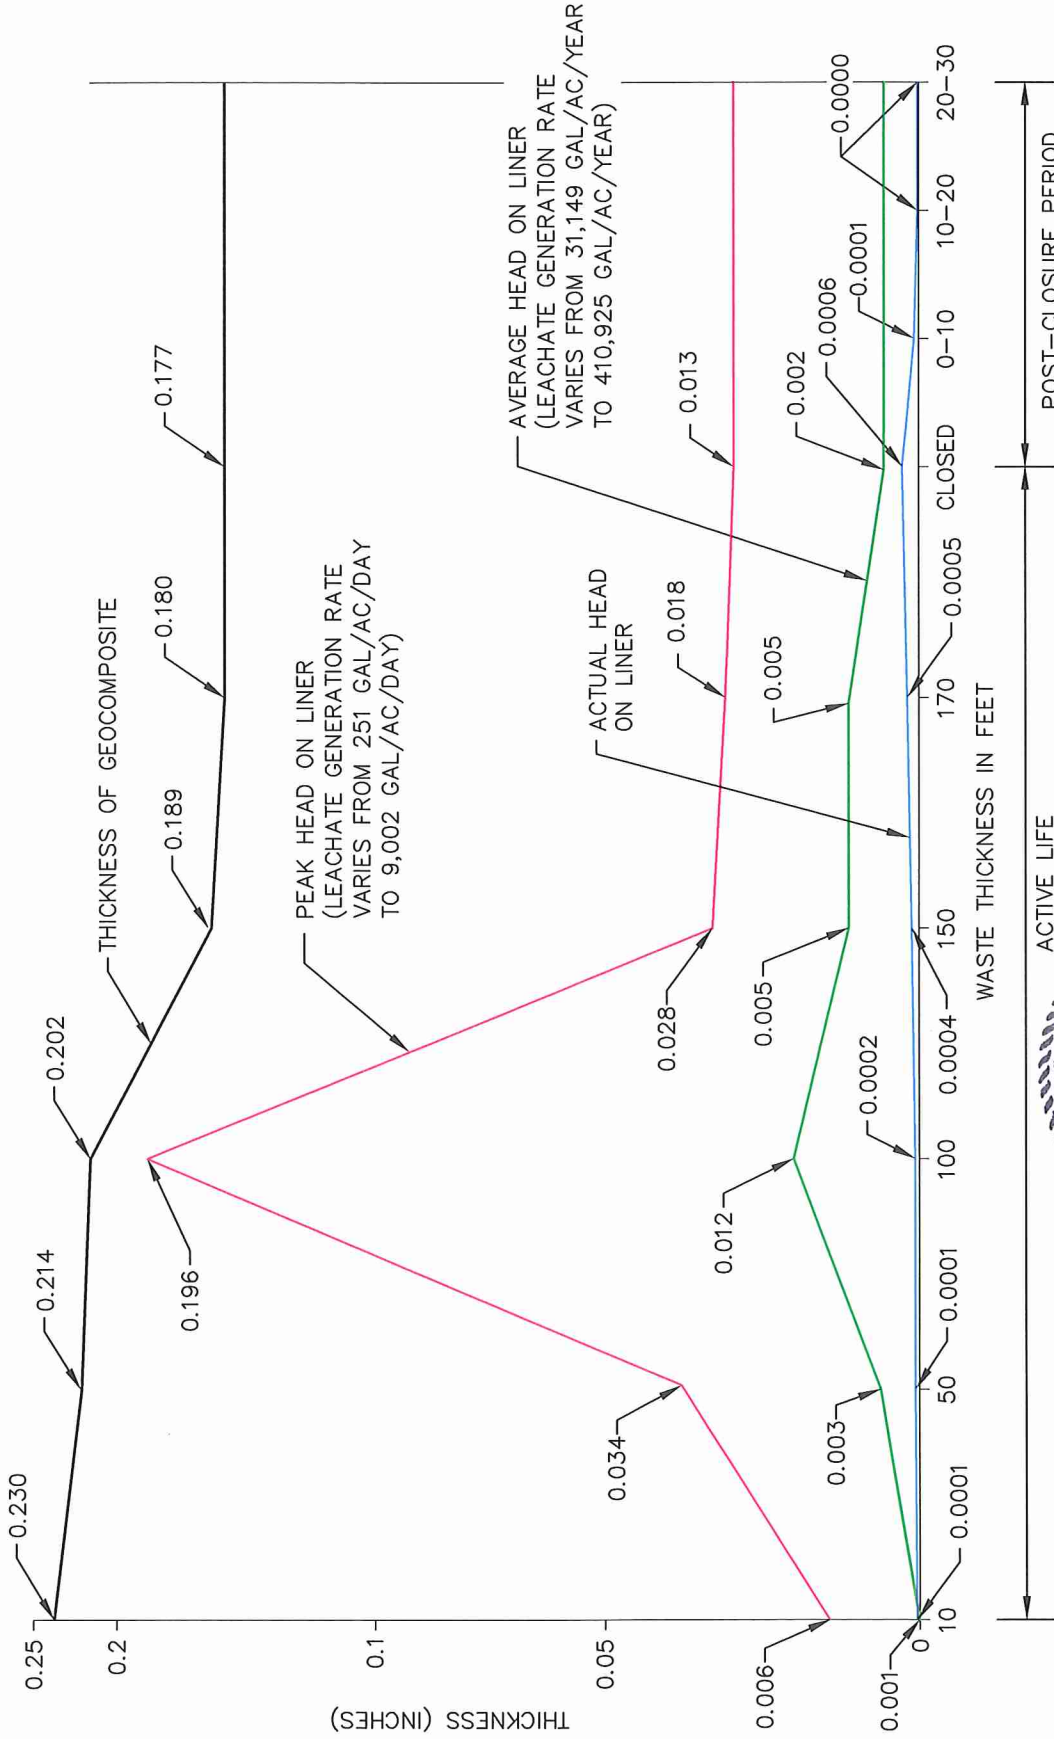 0.230
0.214
0.202
THICKNESS OF GEOCOMPOSITE
0.189
0.180
0.177
0.25
0.2
0.1
0.05
0
THICKNESS (INCHES)
PEAK HEAD ON LINER
(LEACHATE GENERATION RATE
VARIES FROM 251 GAL/AC/DAY
TO 9,002 GAL/AC/DAY)
AVERAGE HEAD ON LINER
(LEACHATE GENERATION RATE
VARIES FROM 31,149 GAL/AC/YEAR
TO 410,925 GAL/AC/YEAR)
0.006
0.034
0.196
0.028
0.018
0.013
ACTUAL HEAD
ON LINER
0.001
0.003
0.012
0.005
0.005
0.002
0.0006
0.0001
0.0000
0.0001
0.0001
0.0002
0.0004
0.0005
10
50
100
150
170
CLOSED
0-10
10-20
20-30
WASTE THICKNESS IN FEET
ACTIVE LIFE
POST-CLOSURE PERIOD